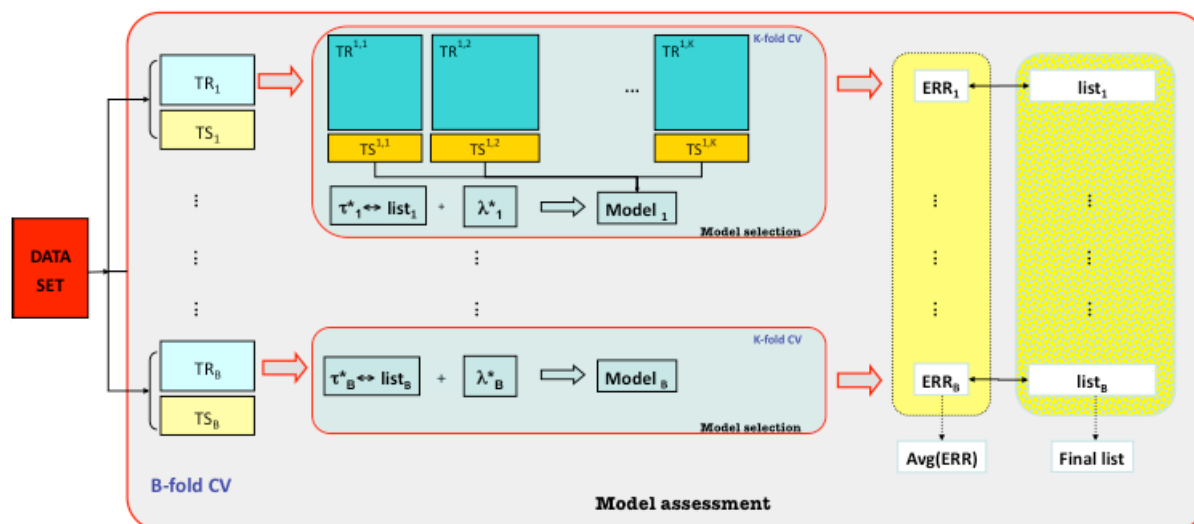 K-fold CV
TR1,1 TR1,2 ... TR1,K
TR1
TS1
TS1,1 TS1,2 TS1,K
τ*1 ↔ list1 + λ*1 Model 1
Model selection
ERR1 list1
DATA
SET
K-fold CV
TRB
TSB
τ*B ↔ listB + λ*B Model B
Model selection
ERRB listB
Avg(ERR) Final list
B-fold CV
Model assessment